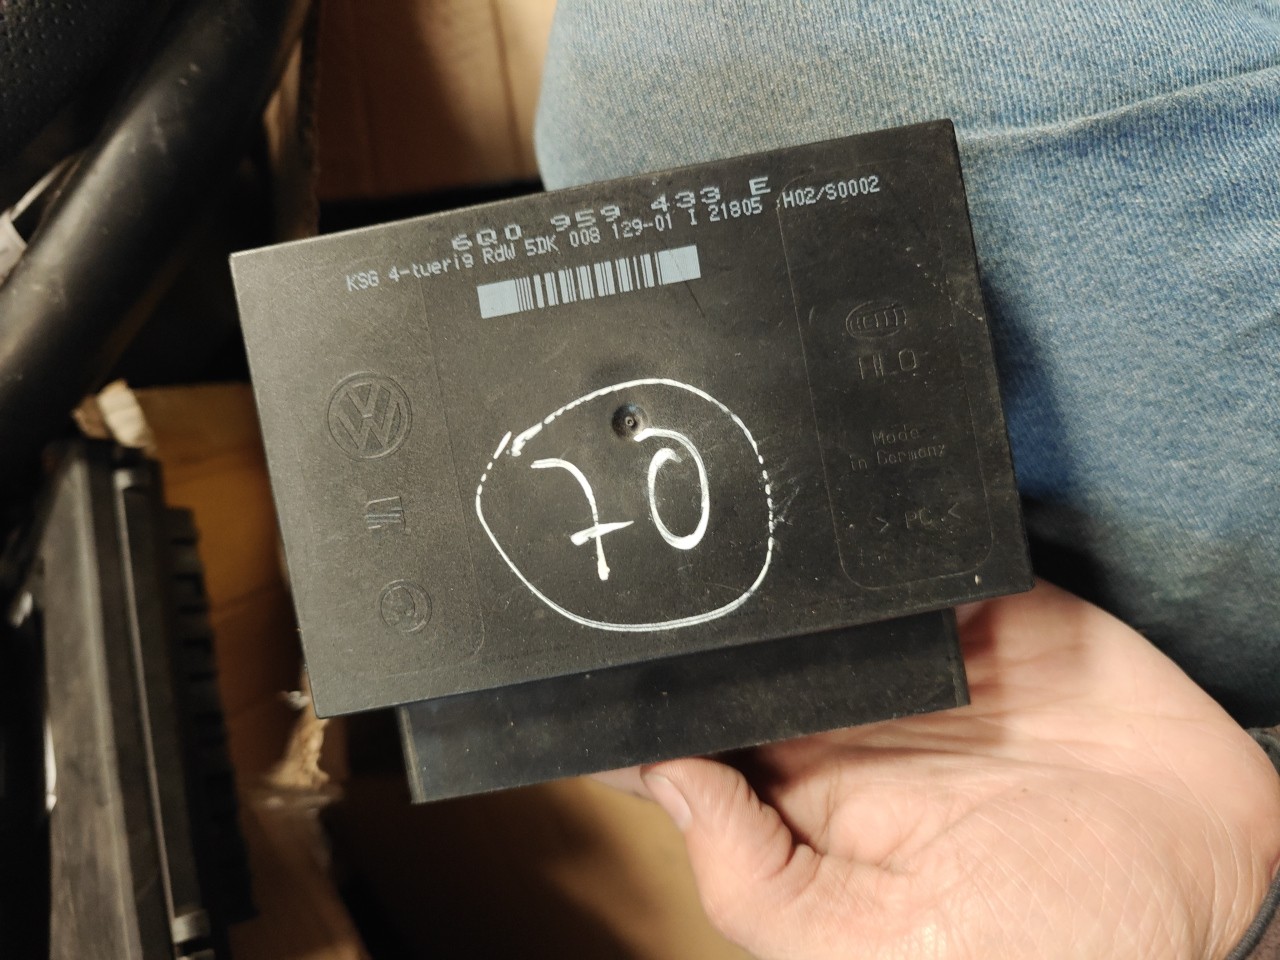 6Q0 959 433 E
KSG 4-tuerig RdW 5DK 008 129-01 I 21805 H02/S0002
HELLA
HLO
Made
in Germany
> PC <
70